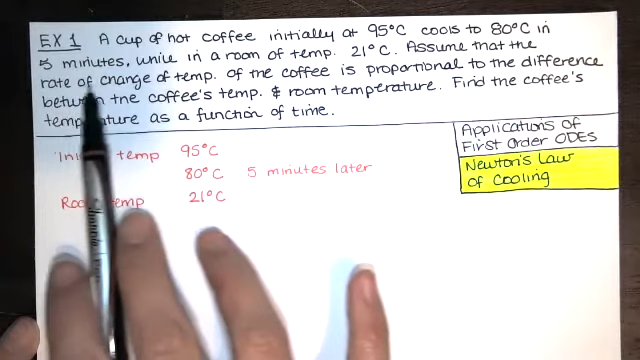 EX 1 A cup of hot coffee initially at 95°C cools to 80°C in
5 minutes, while in a room of temp. 21°C. Assume that the
rate of change of temp. of the coffee is proportional to the difference
between the coffee's temp. & room temperature. Find the coffee's
temperature as a function of time.
Applications of
First Order ODEs
Newton's Law
of Cooling
Initial temp 95°C
80°C 5 minutes later
Room temp 21°C